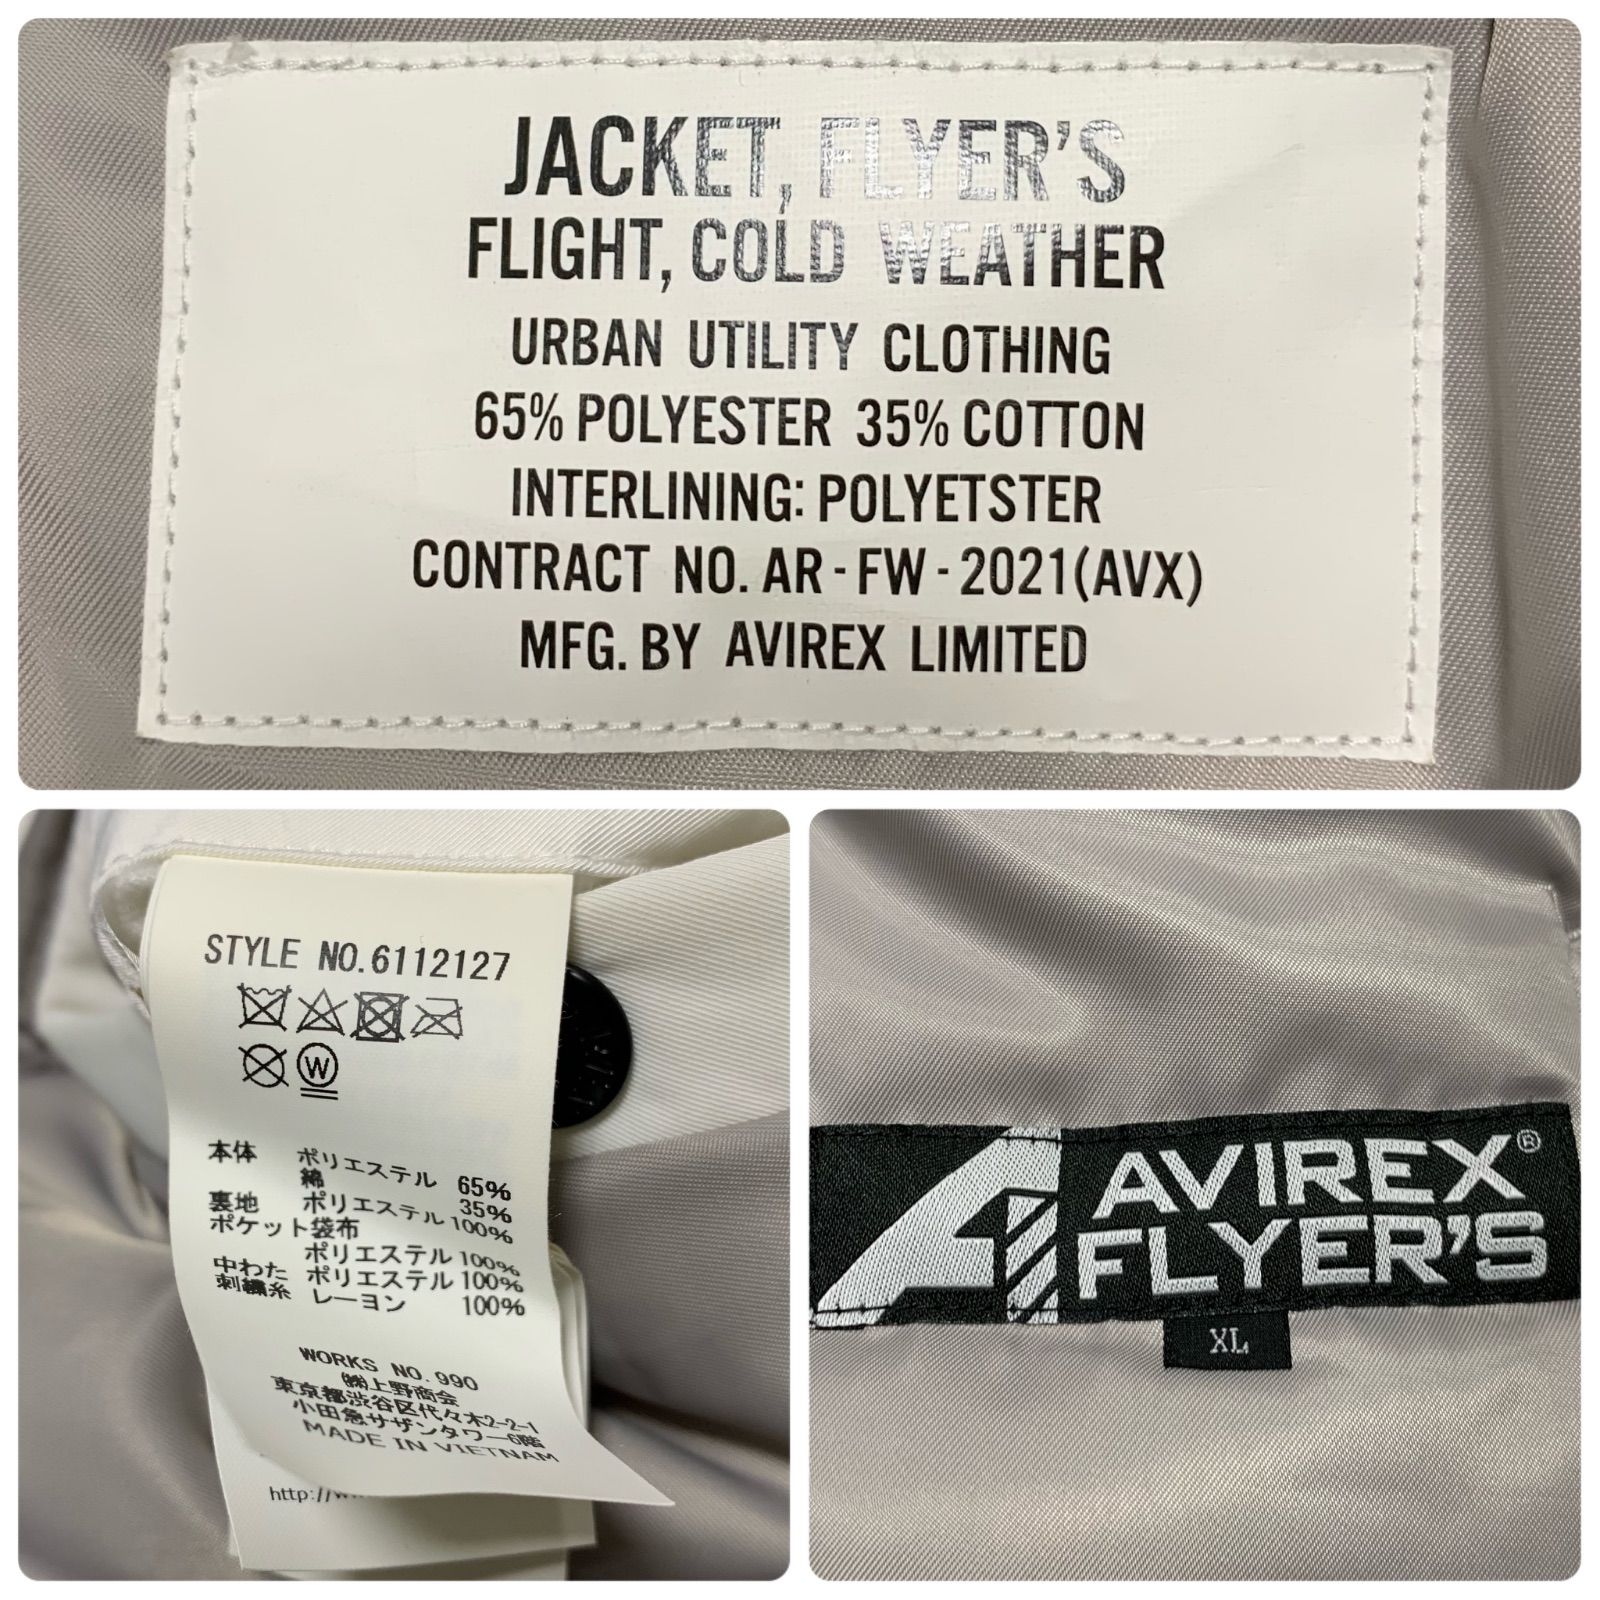 JACKET, FLYER'S
FLIGHT, COLD WEATHER
URBAN UTILITY CLOTHING
65% POLYESTER 35% COTTON
INTERLINING: POLYETSTER
CONTRACT NO. AR-FW-2021(AVX)
MFG. BY AVIREX LIMITED
STYLE NO.6112127
W
本体 ポリエステル 65%
綿 35%
裏地 ポリエステル 100%
ポケット袋布
ポリエステル 100%
中わた ポリエステル 100%
刺繍糸 レーヨン 100%
WORKS NO.990
㈱上野商会
東京都渋谷区代々木2-2-1
小田急サザンタワー6階
MADE IN VIETNAM
http://
AVIREX®
FLYER'S
XL